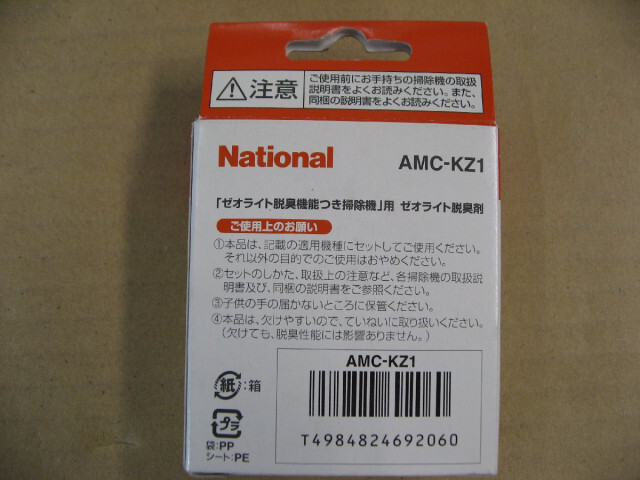 注意
ご使用前にお手持ちの掃除機の取扱
説明書をよくお読みください。また、
同梱の説明書をよくお読みください。
National
AMC-KZ1
「ゼオライト脱臭機能つき掃除機」用 ゼオライト脱臭剤
ご使用上のお願い
①本品は、記載の適用機種にセットしてご使用ください。
それ以外の目的でのご使用はおやめください。
②セットのしかた、取扱上の注意など、各掃除機の取扱説
明書及び、同梱の説明書をご参照ください。
③子供の手の届かないところに保管ください。
④本品は、欠けやすいので、ていねいに取り扱いください。
（欠けても、脱臭性能には影響ありません。）
紙：箱
プラ
袋：PP
シート：PE
AMC-KZ1
T4984824692060